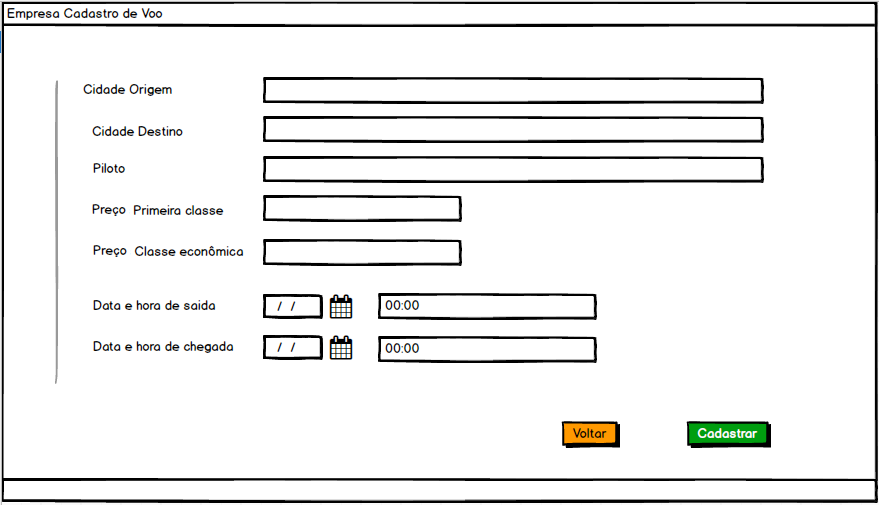 Empresa Cadastro de Voo
Cidade Origem
Cidade Destino
Piloto
Preço Primeira classe
Preço Classe econômica
Data e hora de saida / / 00:00
Data e hora de chegada / / 00:00
Voltar Cadastrar